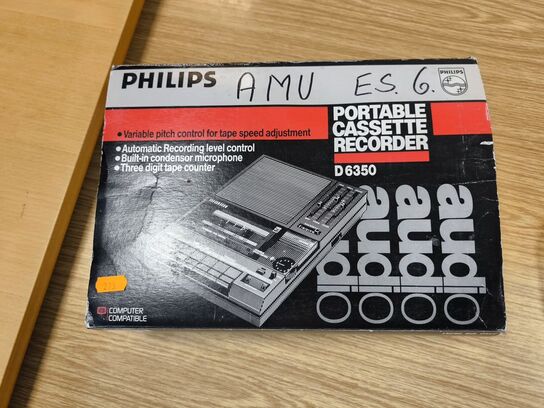 PHILIPS AMU ES. 6.
PHILIPS
PORTABLE
CASSETTE
RECORDER
D 6350
• Variable pitch control for tape speed adjustment
• Automatic Recording level control
• Built-in condensor microphone
• Three digit tape counter
PHILIPS
audio
audio
audio
audio
COMPUTER
COMPATIBLE